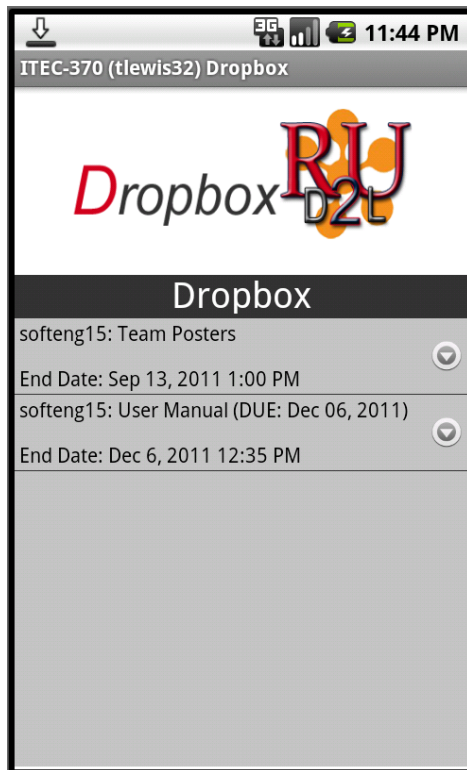 3G
11:44 PM
ITEC-370 (tlewis32) Dropbox
Dropbox
RU
D2L
Dropbox
softeng15: Team Posters
End Date: Sep 13, 2011 1:00 PM
softeng15: User Manual (DUE: Dec 06, 2011)
End Date: Dec 6, 2011 12:35 PM